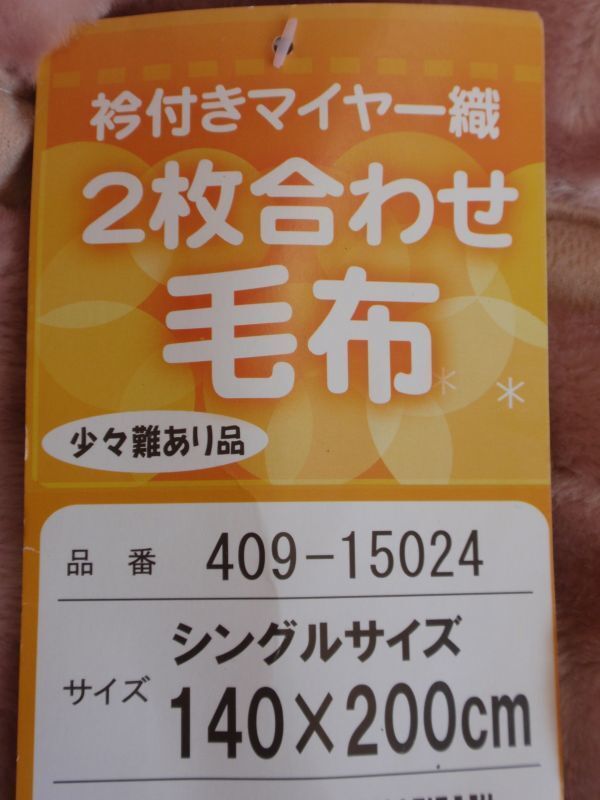 衿付きマイヤー織
2枚合わせ
毛布
少々難あり品
品番 409-15024
シングルサイズ
サイズ 140×200cm